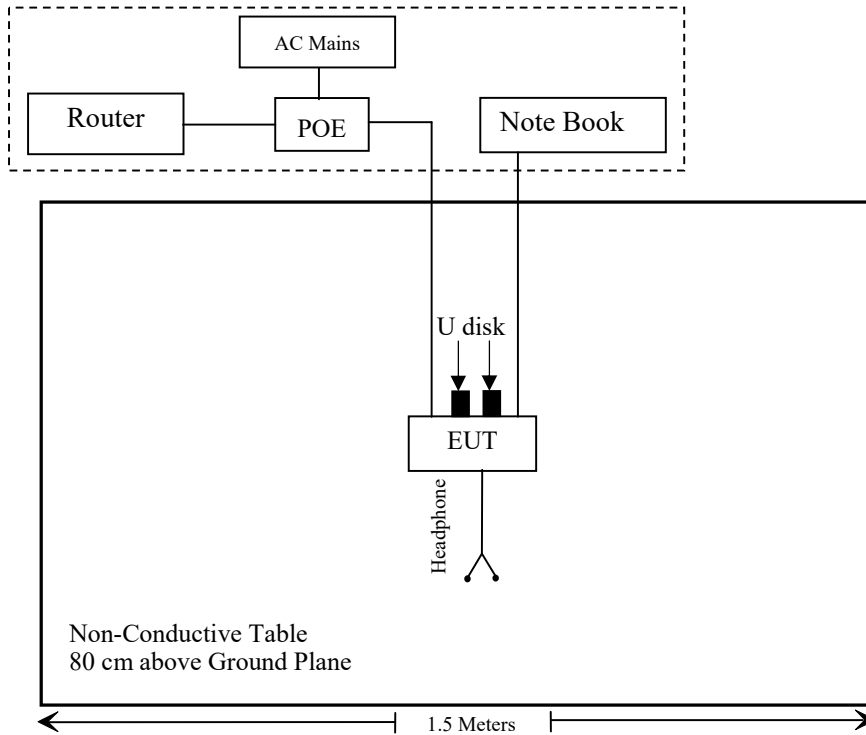 AC Mains
Router
POE
Note Book
U disk
EUT
Headphone
Non-Conductive Table
80 cm above Ground Plane
1.5 Meters